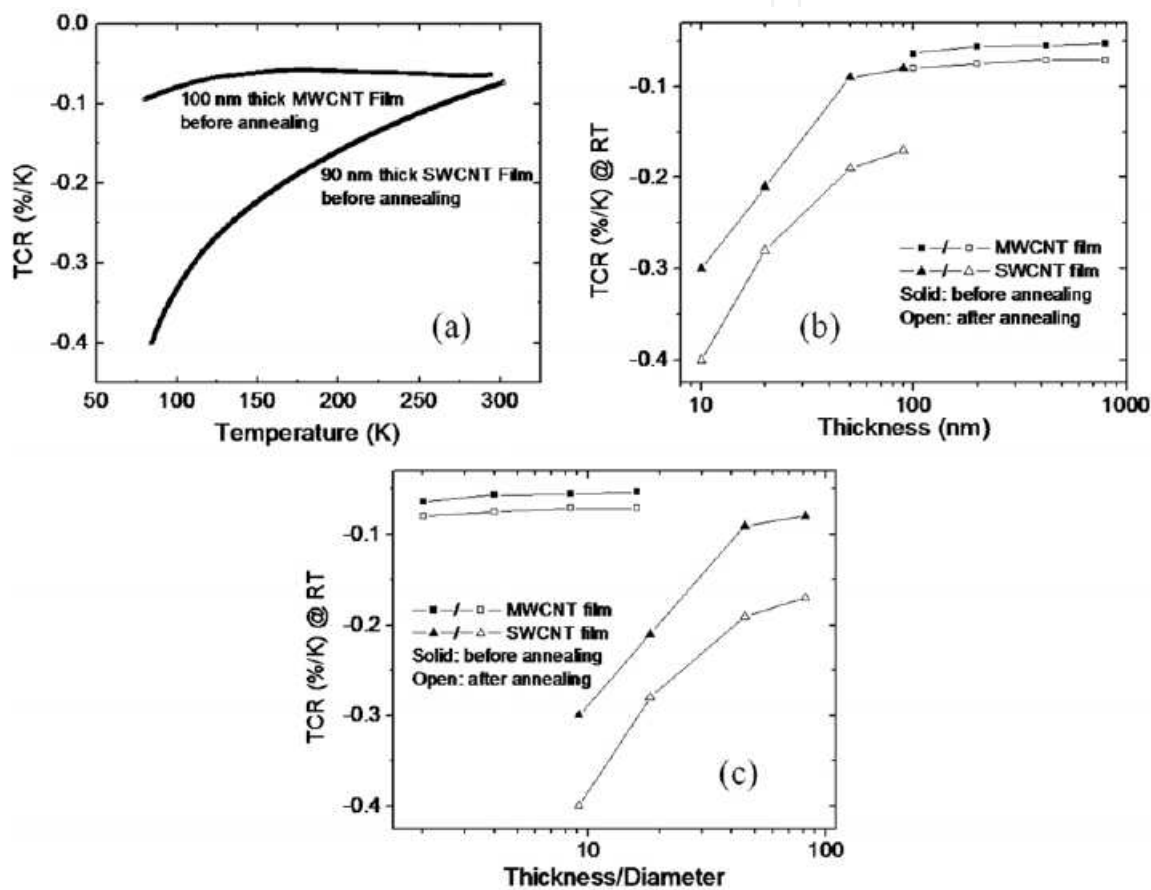 0.0
-0.1
-0.2
-0.3
-0.4
TCR (%/K)
100 nm thick MWCNT Film
before annealing
90 nm thick SWCNT Film
before annealing
(a)
50 100 150 200 250 300
Temperature (K)
-0.1
-0.2
-0.3
-0.4
TCR (%/K) @ RT
MWCNT film
SWCNT film
Solid: before annealing
Open: after annealing
(b)
10 100 1000
Thickness (nm)
-0.1
-0.2
-0.3
-0.4
TCR (%/K) @ RT
MWCNT film
SWCNT film
Solid: before annealing
Open: after annealing
(c)
10 100
Thickness/Diameter